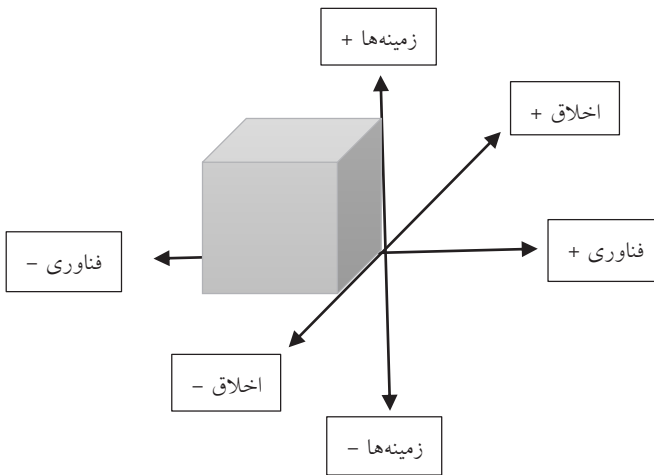 زمینه‌ها +
اخلاق +
فناوری +
فناوری –
اخلاق –
زمینه‌ها –